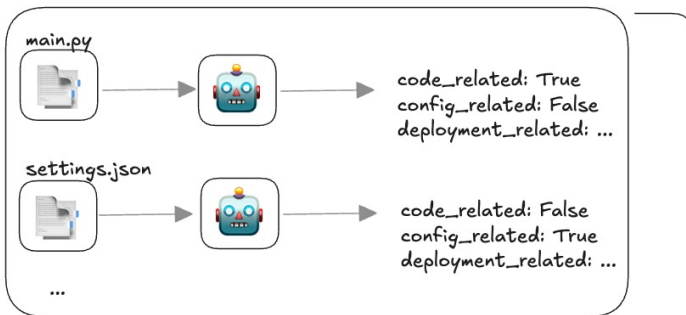 main.py
code_related: True
config_related: False
deployment_related: ...
settings.json
code_related: False
config_related: True
deployment_related: ...
...